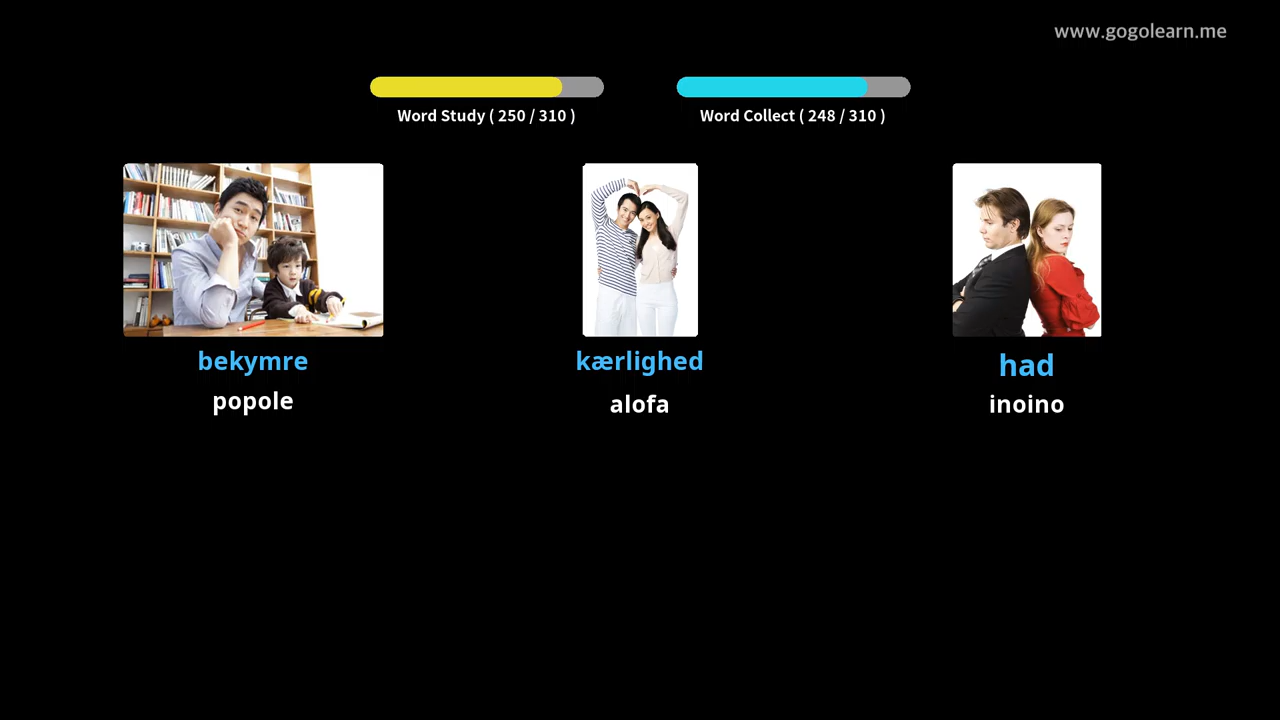 www.gogolearn.me
Word Study ( 250 / 310 )
Word Collect ( 248 / 310 )
bekymre
popole
kærlighed
alofa
had
inoino